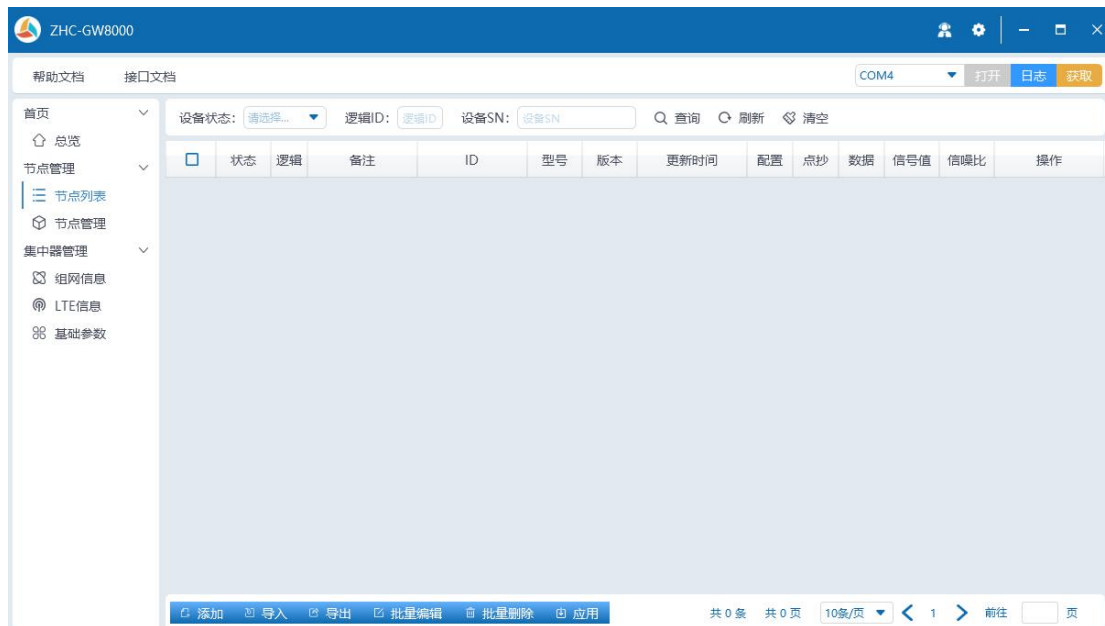 ZHC-GW8000
帮助文档 接口文档 COM4 打开 日志 获取
首页
总览
节点管理
节点列表
节点管理
集中器管理
组网信息
LTE信息
基础参数
设备状态: 请选择... 逻辑ID: 逻辑ID 设备SN: 设备SN 查询 刷新 清空
状态 逻辑 备注 ID 型号 版本 更新时间 配置 点抄 数据 信号值 信噪比 操作
添加 导入 导出 批量编辑 批量删除 应用 共 0 条 共 0 页 10条/页 1 前往 页